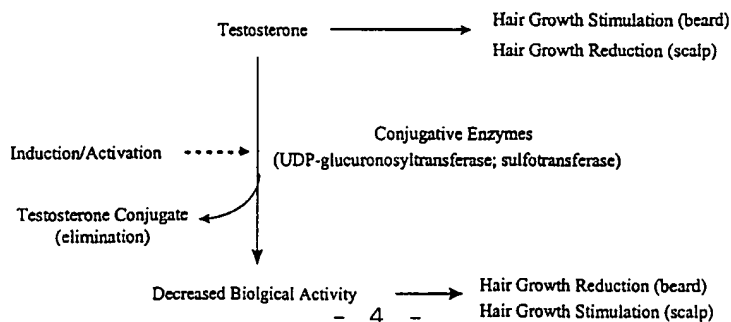 Testosterone
Hair Growth Stimulation (beard)
Hair Growth Reduction (scalp)
Induction/Activation
Conjugative Enzymes
(UDP-glucuronosyltransferase; sulfotransferase)
Testosterone Conjugate
(elimination)
Decreased Biolgical Activity
Hair Growth Reduction (beard)
Hair Growth Stimulation (scalp)
- 4 -